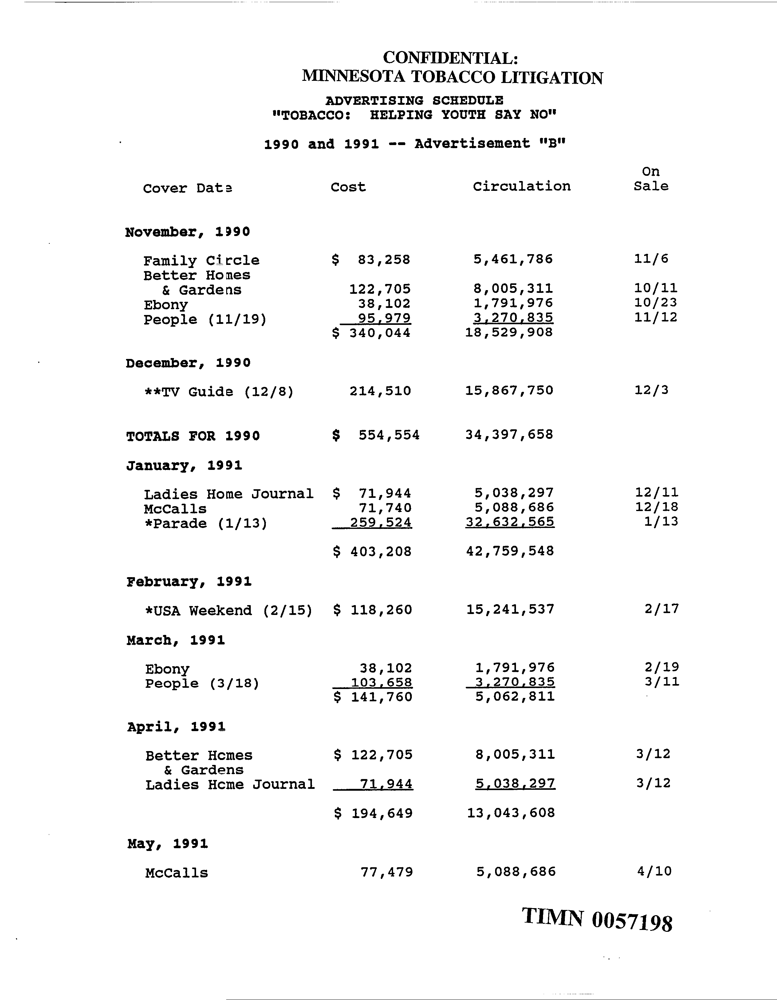 CONFIDENTIAL:
MINNESOTA TOBACCO LITIGATION
ADVERTISING SCHEDULE
"TOBACCO: HELPING YOUTH SAY NO"
1990 and 1991 -- Advertisement "B"
On
Cover Date Cost Circulation Sale
November, 1990
Family Circle $ 83,258 5,461,786 11/6
Better Homes
& Gardens 122,705 8,005,311 10/11
Ebony 38,102 1,791,976 10/23
People (11/19) 95,979 3,270,835 11/12
$ 340,044 18,529,908
December, 1990
**TV Guide (12/8) 214,510 15,867,750 12/3
TOTALS FOR 1990 $ 554,554 34,397,658
January, 1991
Ladies Home Journal $ 71,944 5,038,297 12/11
McCalls 71,740 5,088,686 12/18
*Parade (1/13) 259,524 32,632,565 1/13
$ 403,208 42,759,548
February, 1991
*USA Weekend (2/15) $ 118,260 15,241,537 2/17
March, 1991
Ebony 38,102 1,791,976 2/19
People (3/18) 103,658 3,270,835 3/11
$ 141,760 5,062,811
April, 1991
Better Homes $ 122,705 8,005,311 3/12
& Gardens
Ladies Home Journal 71,944 5,038,297 3/12
$ 194,649 13,043,608
May, 1991
McCalls 77,479 5,088,686 4/10
TIMN 0057198